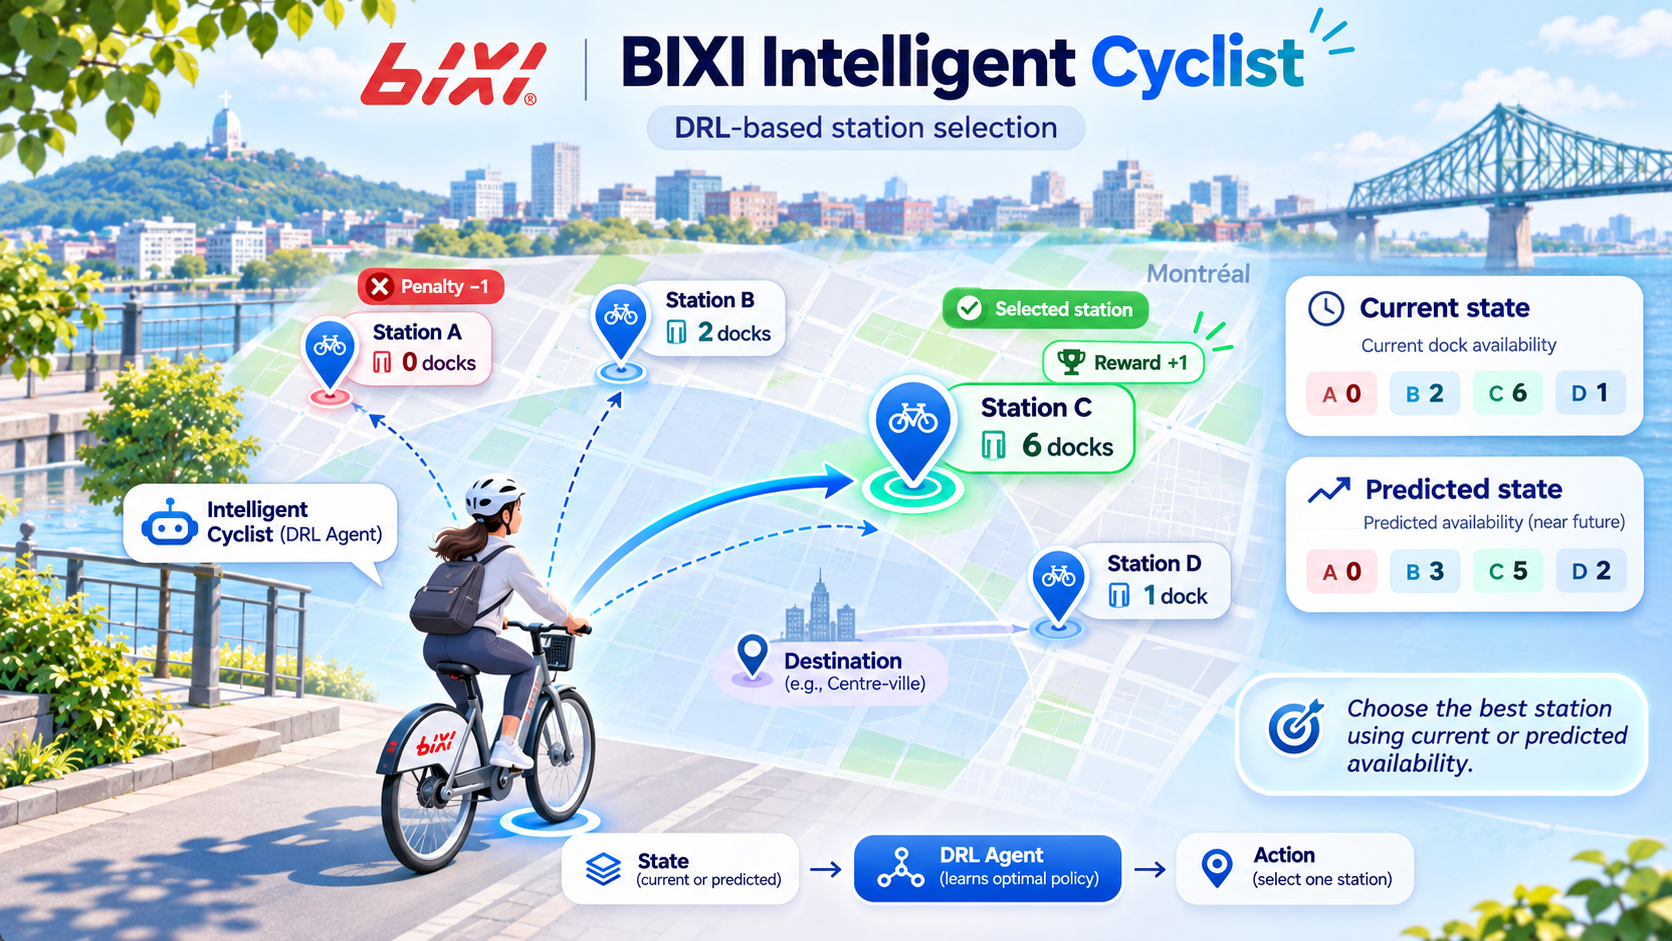 bixi®
BIXI Intelligent Cyclist
DRL-based station selection
Montréal
Penalty −1
Station A
0 docks
Station B
2 docks
Selected station
Reward +1
Station C
6 docks
Station D
1 dock
Intelligent
Cyclist (DRL Agent)
Destination
(e.g., Centre-ville)
bixi
Current state
Current dock availability
A 0 B 2 C 6 D 1
Predicted state
Predicted availability (near future)
A 0 B 3 C 5 D 2
Choose the best station
using current or predicted
availability.
State
(current or predicted)
DRL Agent
(learns optimal policy)
Action
(select one station)